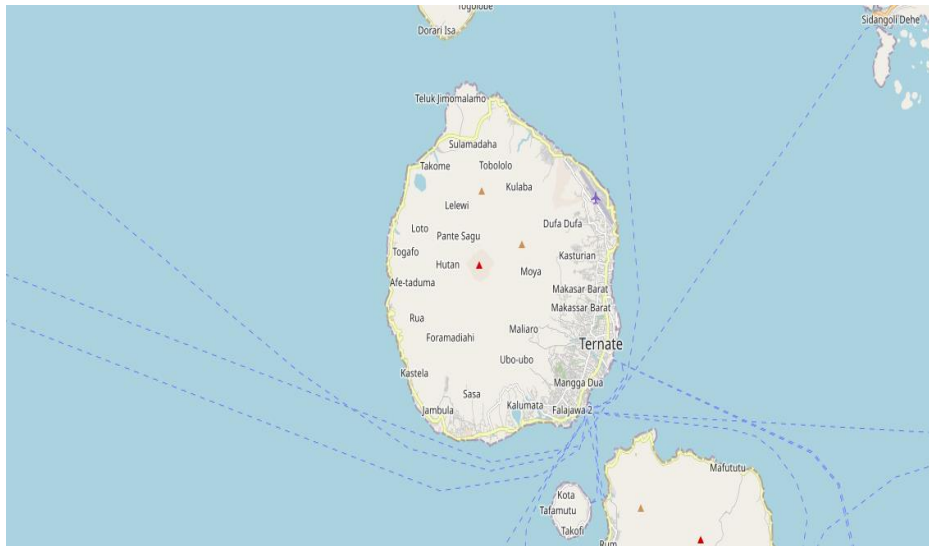 Togolobe
Dorari Isa
Sidangoli Dehe
Teluk Jimomalamo
Sulamadaha
Takome
Tobololo
Kulaba
Lelewi
Loto
Pante Sagu
Dufa Dufa
Togafo
Hutan
Kasturian
Moya
Afe-taduma
Makasar Barat
Makassar Barat
Rua
Foramadiahi
Maliaro
Ternate
Ubo-ubo
Kastela
Mangga Dua
Sasa
Jambula
Kalumata
Falajawa 2
Mafututu
Kota
Tafamutu
Takofi
Rum